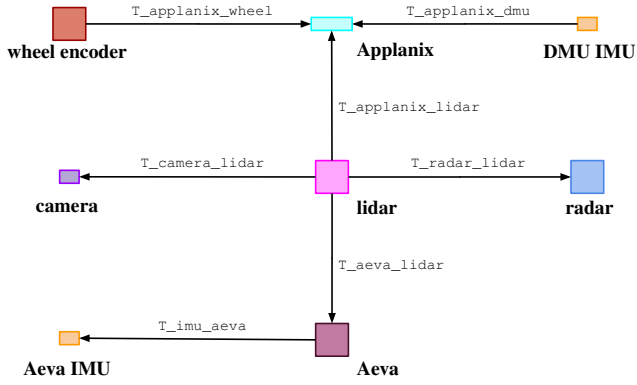 T_applanix_wheel
T_applanix_dmu
wheel encoder
Applanix
DMU IMU
T_applanix_lidar
T_camera_lidar
T_radar_lidar
camera
lidar
radar
T_aeva_lidar
T_imu_aeva
Aeva IMU
Aeva